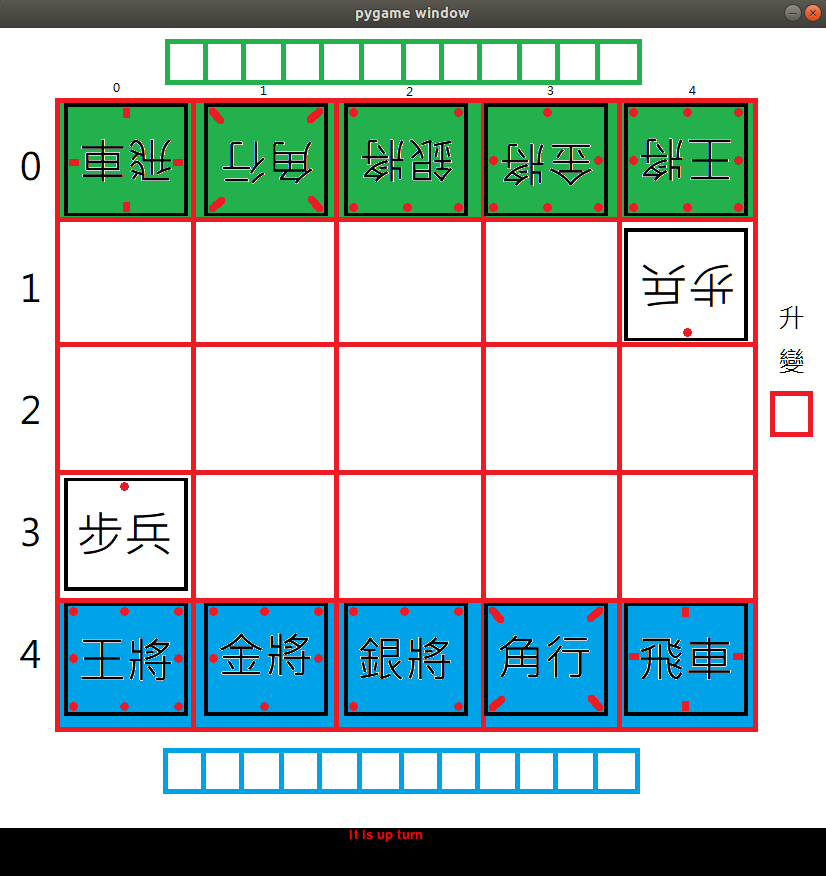 pygame window
0 1 2 3 4
0 飛車 角行 銀將 金將 王將
1 步兵
升
變
2
3 步兵
4 王將 金將 銀將 角行 飛車
It is up turn